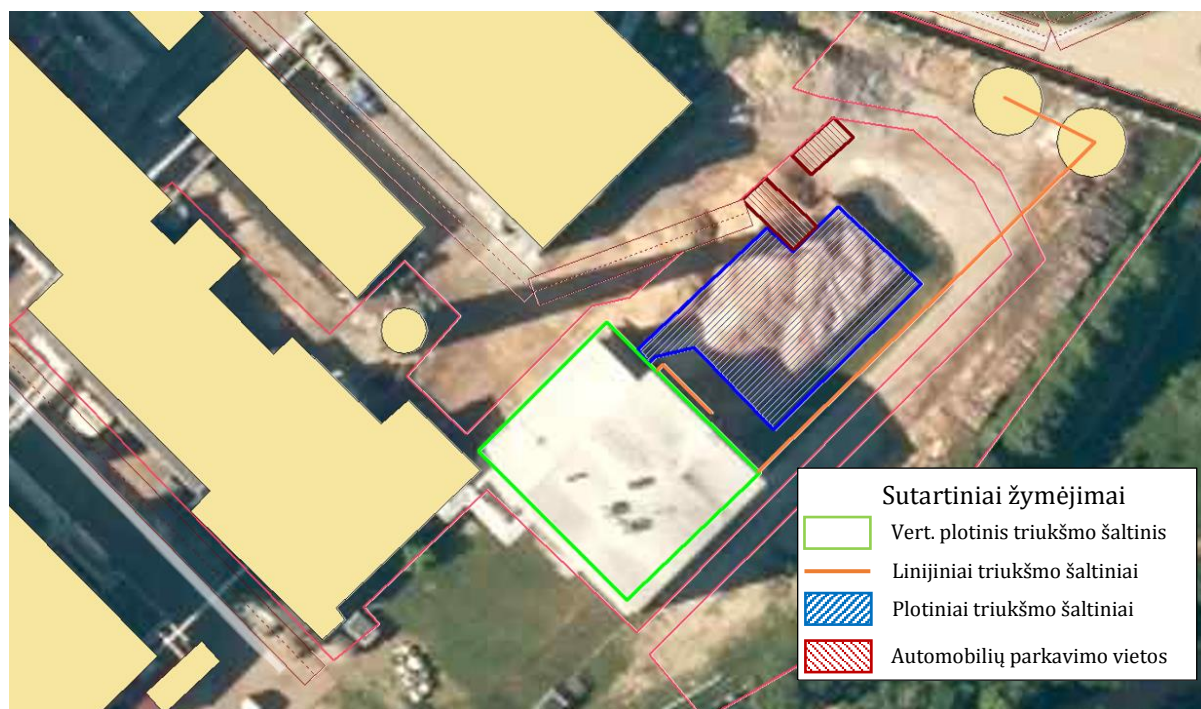 Sutartiniai žymėjimai
Vert. plotinis triukšmo šaltinis
Linijiniai triukšmo šaltiniai
Plotiniai triukšmo šaltiniai
Automobilių parkavimo vietos